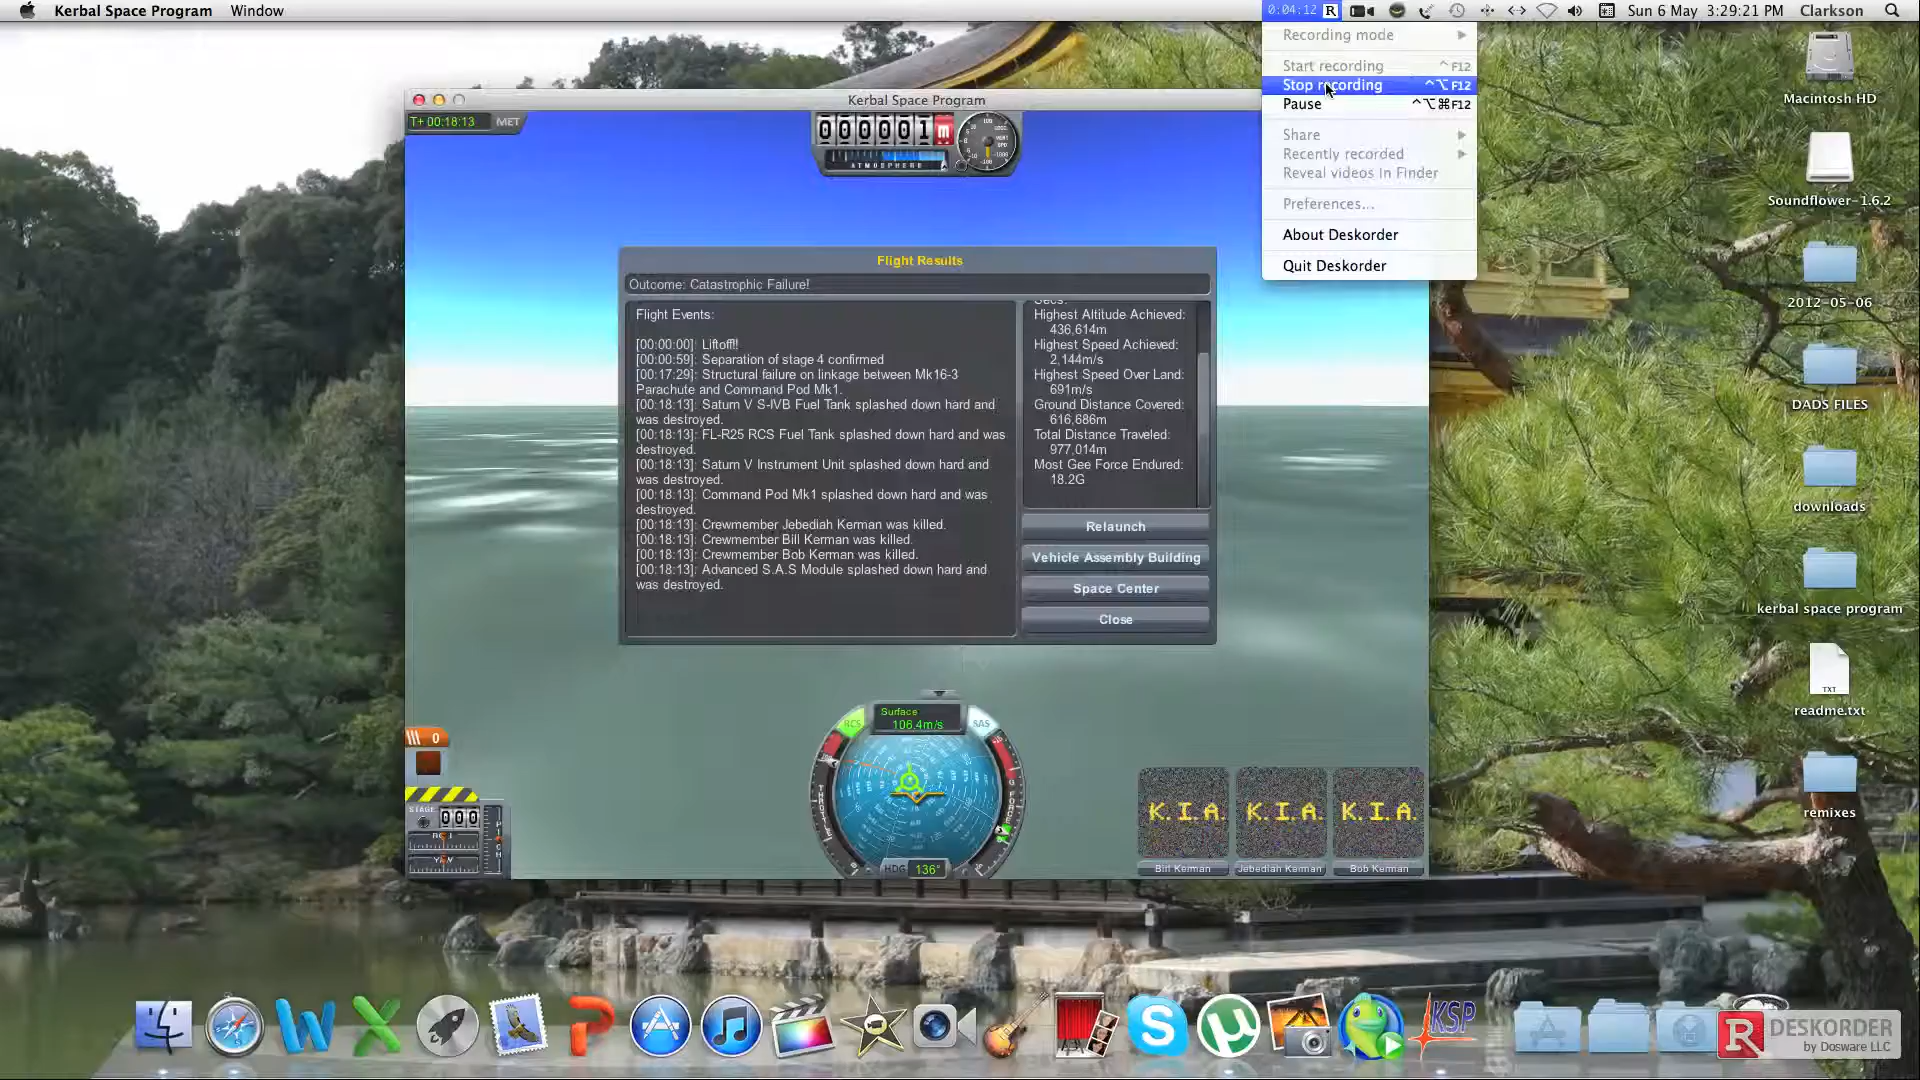 Kerbal Space Program Window
0:04:12 R Sun 6 May 3:29:21 PM Clarkson
Recording mode
Start recording ^F12
Stop recording ^⌥F12
Pause ^⌥⌘F12
Share
Recently recorded
Reveal videos in Finder
Preferences...
About Deskorder
Quit Deskorder
Kerbal Space Program
T+ 00:18:13 MET
000001 m
ATMOSPHERE
Flight Results
Outcome: Catastrophic Failure!
Flight Events:
[00:00:00]: Liftoff!!
[00:00:59]: Separation of stage 4 confirmed
[00:17:29]: Structural failure on linkage between Mk16-3
Parachute and Command Pod Mk1.
[00:18:13]: Saturn V S-IVB Fuel Tank splashed down hard and
was destroyed.
[00:18:13]: FL-R25 RCS Fuel Tank splashed down hard and was
destroyed.
[00:18:13]: Saturn V Instrument Unit splashed down hard and
was destroyed.
[00:18:13]: Command Pod Mk1 splashed down hard and was
destroyed.
[00:18:13]: Crewmember Jebediah Kerman was killed.
[00:18:13]: Crewmember Bill Kerman was killed.
[00:18:13]: Crewmember Bob Kerman was killed.
[00:18:13]: Advanced S.A.S Module splashed down hard and
was destroyed.
Secs.
Highest Altitude Achieved:
436,614m
Highest Speed Achieved:
2,144m/s
Highest Speed Over Land:
691m/s
Ground Distance Covered:
616,686m
Total Distance Traveled:
977,014m
Most Gee Force Endured:
18.2G
Relaunch
Vehicle Assembly Building
Space Center
Close
RCS
Surface
106.4m/s
SAS
THROTTLE
G FORCE
HDG 136°
0
STAGE
000
YAW
K.I.A. K.I.A. K.I.A.
Bill Kerman Jebediah Kerman Bob Kerman
Macintosh HD
Soundflower-1.6.2
2012-05-06
DADS FILES
downloads
kerbal space program
TXT
readme.txt
remixes
KSP
R DESKORDER
by Dosware LLC